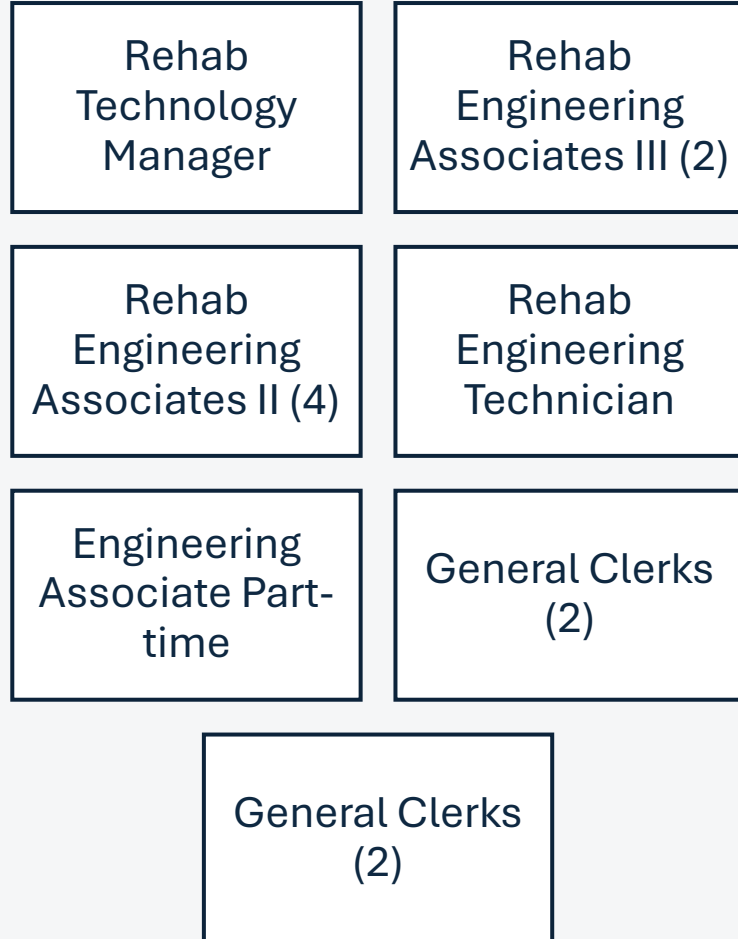 Rehab
Technology
Manager
Rehab
Engineering
Associates III (2)
Rehab
Engineering
Associates II (4)
Rehab
Engineering
Technician
Engineering
Associate Part-
time
General Clerks
(2)
General Clerks
(2)